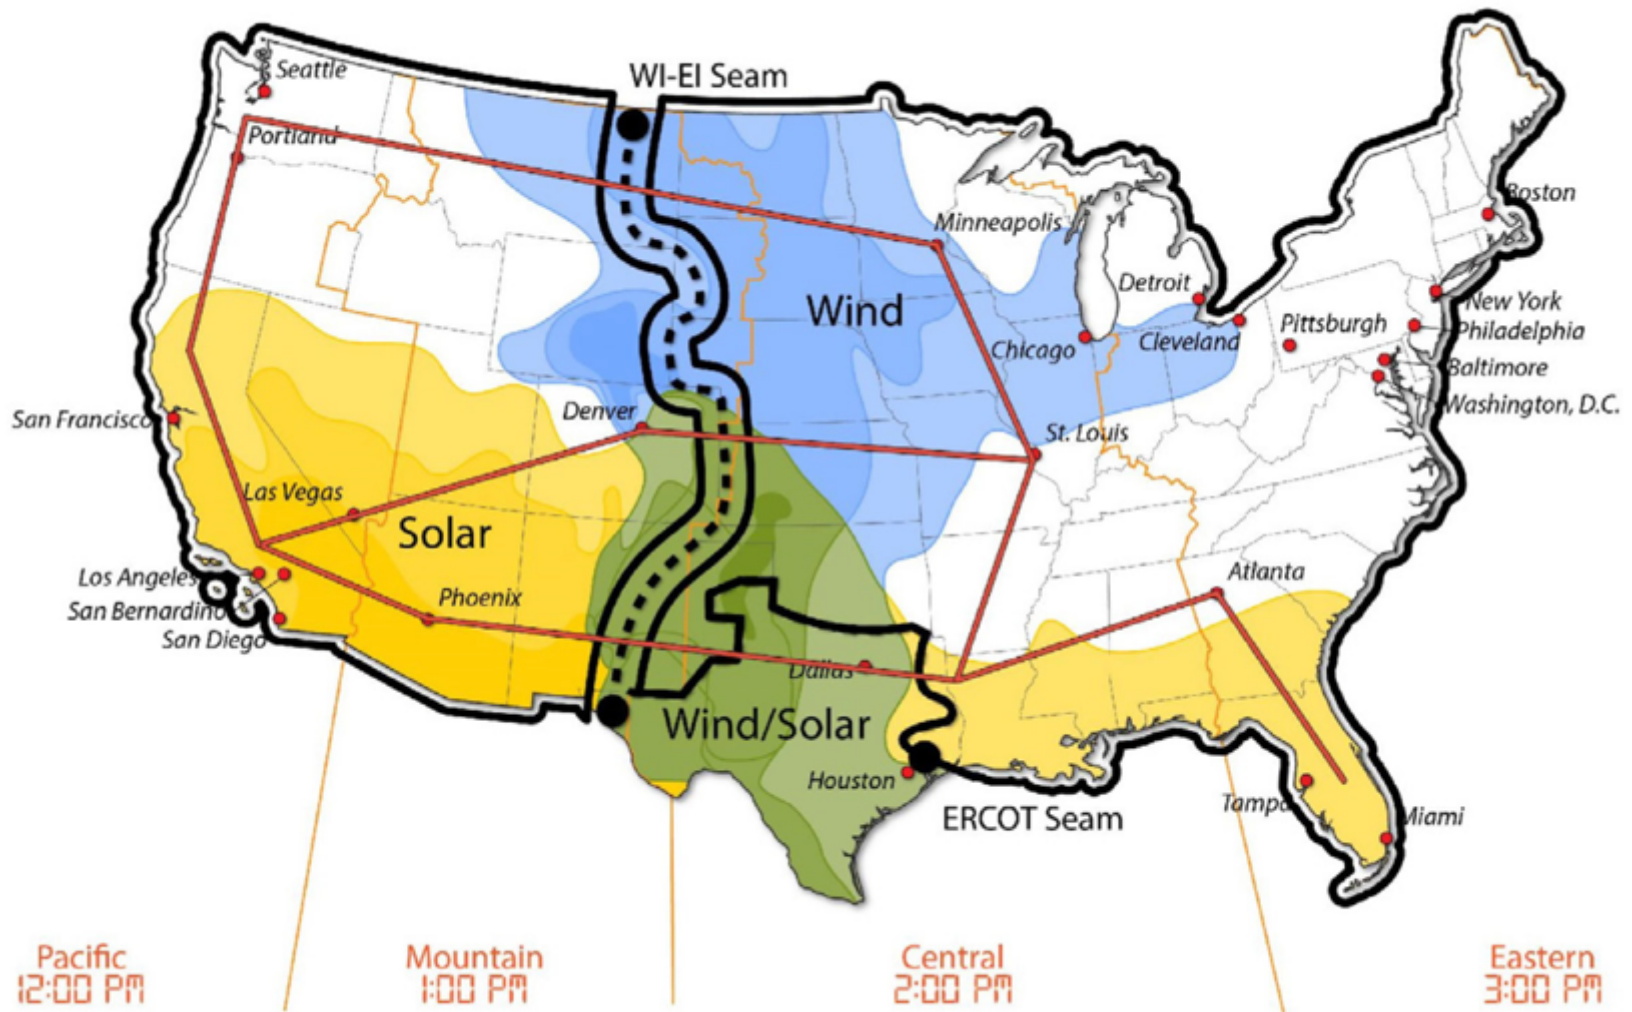 WI-EI Seam
Seattle
Portland
Boston
Minneapolis
Detroit
New York
Wind
Pittsburgh
Philadelphia
Chicago
Cleveland
Baltimore
Washington, D.C.
Denver
San Francisco
St. Louis
Las Vegas
Solar
Atlanta
Los Angeles
Phoenix
San Bernardino
San Diego
Dallas
Wind/Solar
Houston
Tampa
ERCOT Seam
Miami
Pacific
12:00 PM
Mountain
1:00 PM
Central
2:00 PM
Eastern
3:00 PM